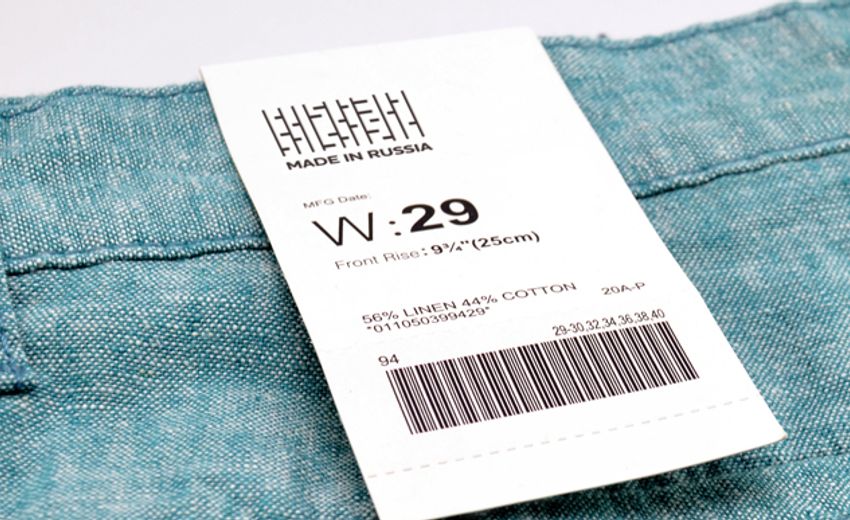 MADE IN RUSSIA
MFG Date:
W:29
Front Rise: 9¾"(25cm)
56% LINEN 44% COTTON 20A-P
"011050399429"
94 29-30,32,34,36,38,40